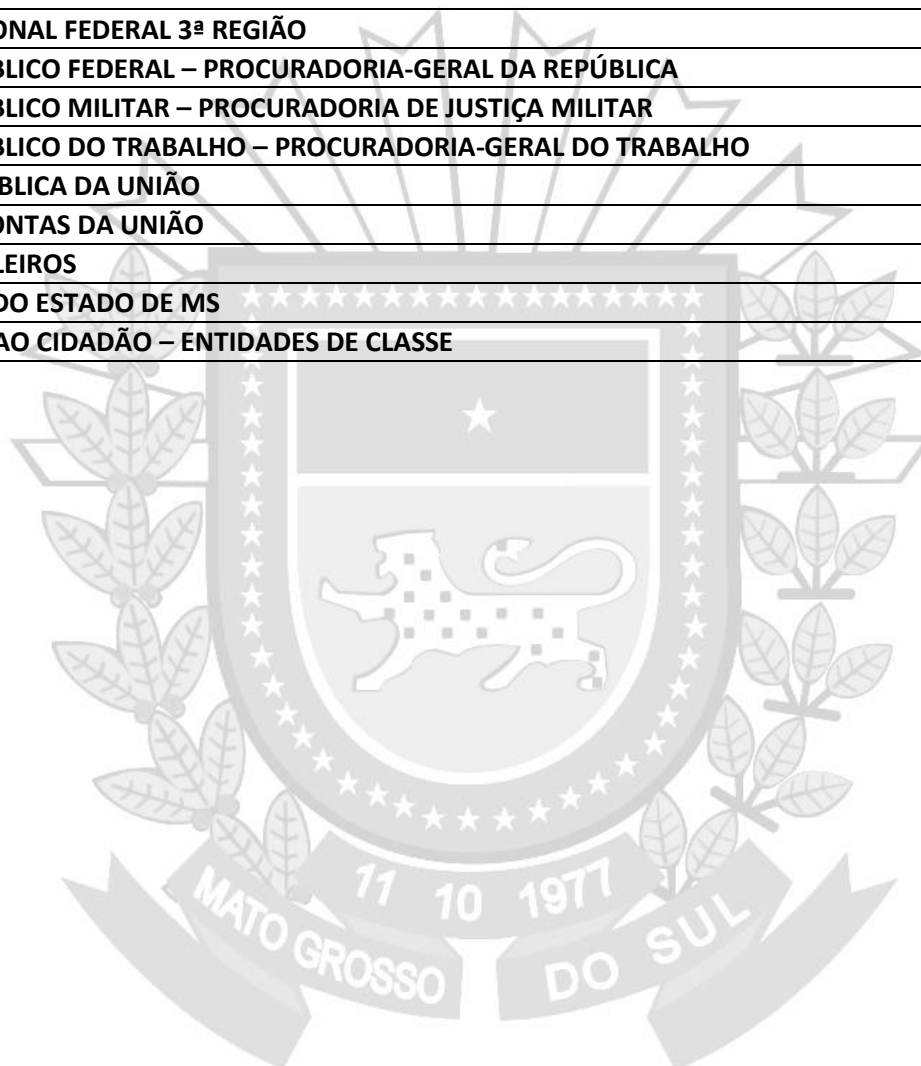 ONAL FEDERAL 3ª REGIÃO
BLICO FEDERAL – PROCURADORIA-GERAL DA REPÚBLICA
BLICO MILITAR – PROCURADORIA DE JUSTIÇA MILITAR
BLICO DO TRABALHO – PROCURADORIA-GERAL DO TRABALHO
BLICA DA UNIÃO
ONTAS DA UNIÃO
LEIROS
DO ESTADO DE MS
AO CIDADÃO – ENTIDADES DE CLASSE
11 10 1977
MATO GROSSO DO SUL